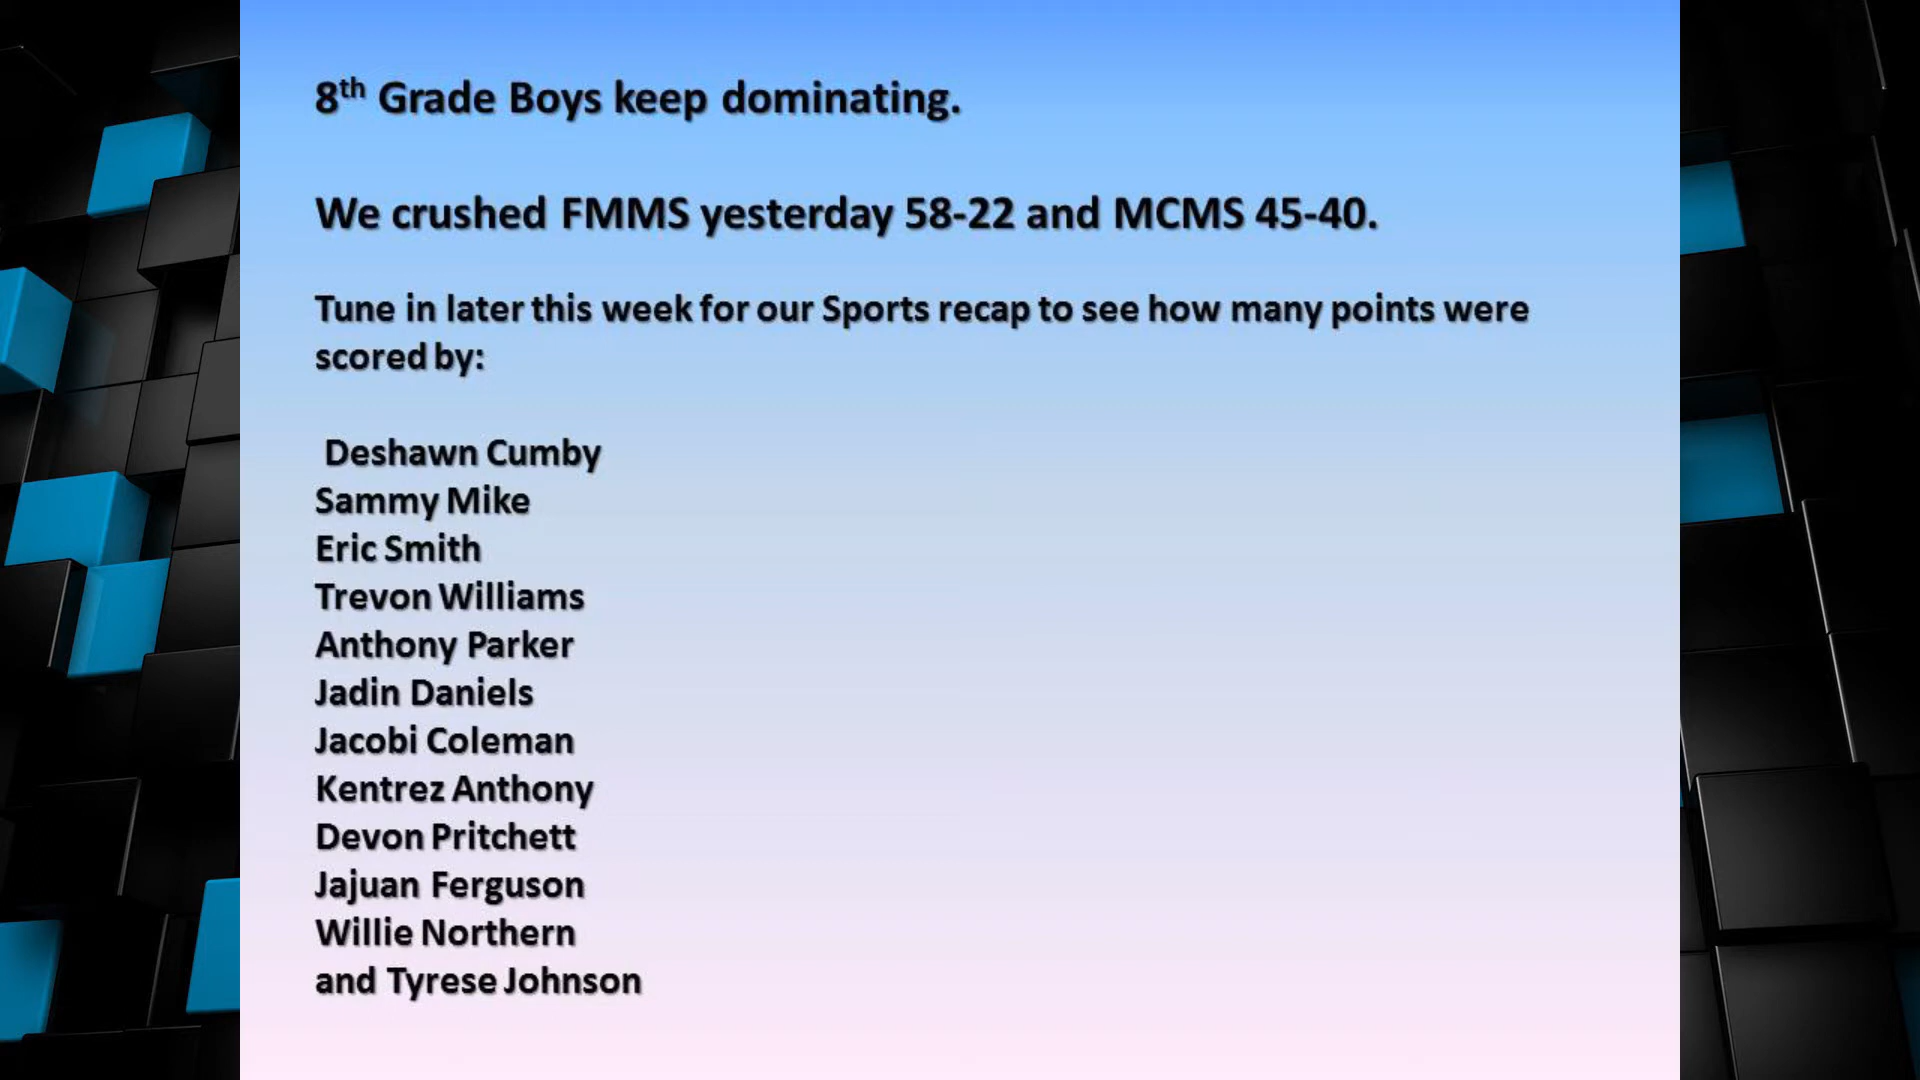 8th Grade Boys keep dominating.
We crushed FMMS yesterday 58-22 and MCMS 45-40.
Tune in later this week for our Sports recap to see how many points were
scored by:
Deshawn Cumby
Sammy Mike
Eric Smith
Trevon Williams
Anthony Parker
Jadin Daniels
Jacobi Coleman
Kentrez Anthony
Devon Pritchett
Jajuan Ferguson
Willie Northern
and Tyrese Johnson